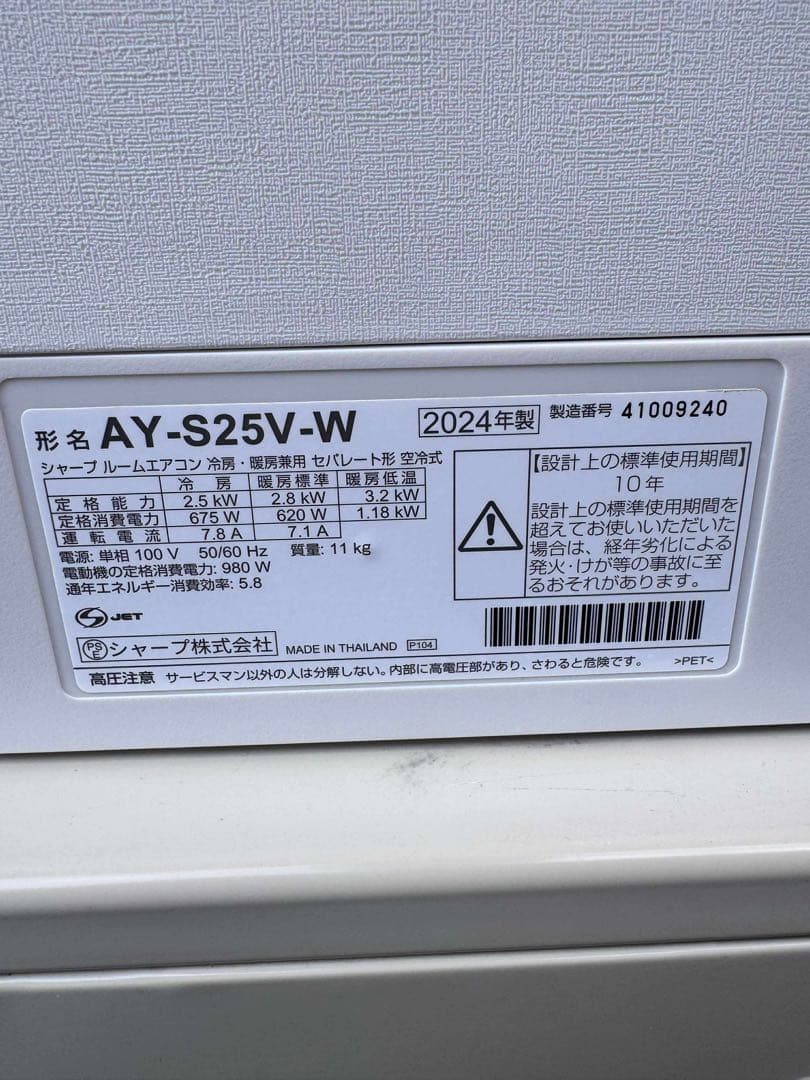 形名 AY-S25V-W 2024年製 製造番号 41009240
シャープ ルームエアコン 冷房・暖房兼用 セパレート形 空冷式
冷房 暖房標準 暖房低温
定格能力 2.5 kW 2.8 kW 3.2 kW
定格消費電力 675 W 620 W 1.18 kW
運転電流 7.8 A 7.1 A
電源: 単相 100 V 50/60 Hz 質量: 11 kg
電動機の定格消費電力: 980 W
通年エネルギー消費効率: 5.8
【設計上の標準使用期間】
10 年
設計上の標準使用期間を
超えてお使いいただいた
場合は、経年劣化による
発火・けが等の事故に至
るおそれがあります。
S JET
PSE シャープ株式会社 MADE IN THAILAND P104
高圧注意 サービスマン以外の人は分解しない。内部に高電圧部があり、さわると危険です。 >PET<